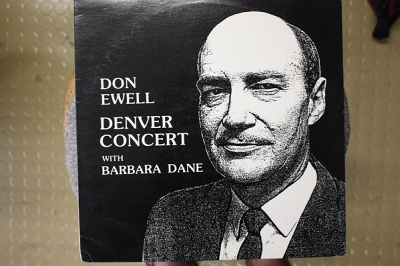 DON
EWELL
DENVER
CONCERT
WITH
BARBARA DANE